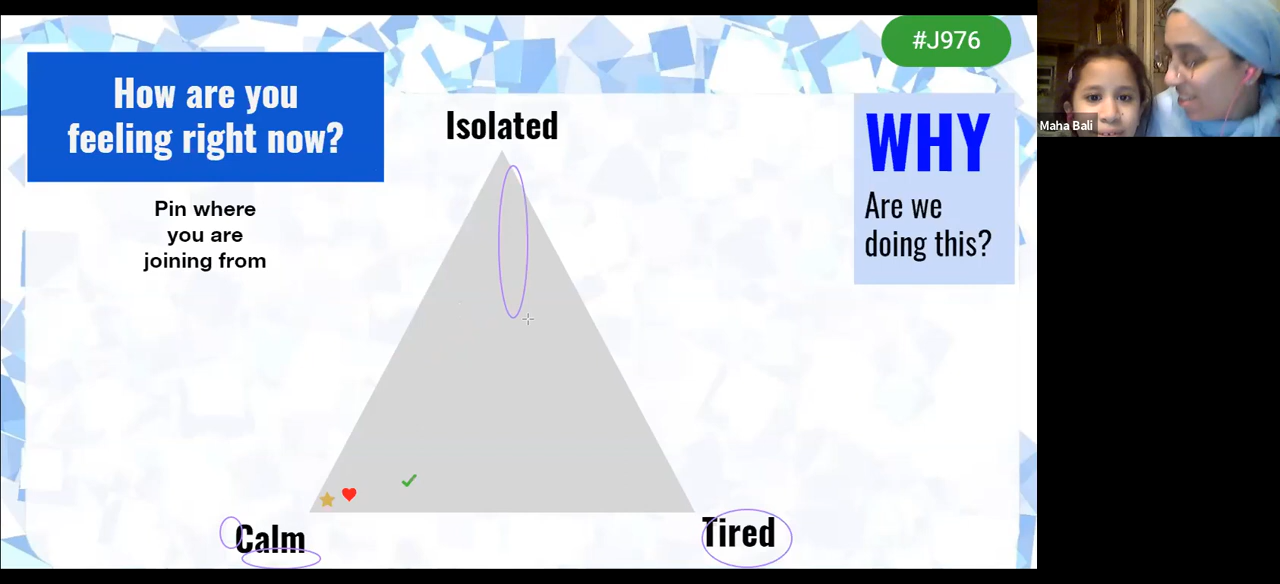 #J976
How are you
feeling right now?
Pin where
you are
joining from
Isolated
WHY
Are we
doing this?
Maha Bali
Calm
Tired